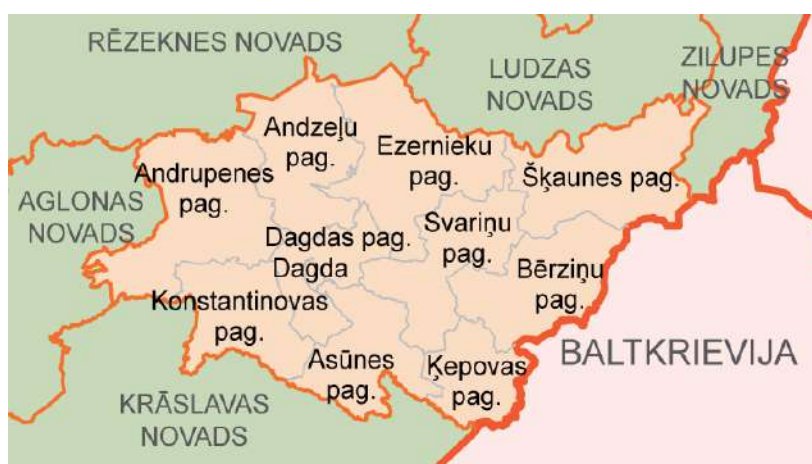 RĒZEKNES NOVADS
LUDZAS
NOVADS
ZILUPES
NOVADS
Andzeļu
pag.
Ezernieku
pag.
Andrupenes
pag.
Šķaunes pag.
AGLONAS
NOVADS
Dagdas pag.
Dagda
Svariņu
pag.
Bērziņu
pag.
Konstantinovas
pag.
Asūnes
pag.
Ķepovas
pag.
BALTKRIEVIJA
KRĀSLAVAS
NOVADS